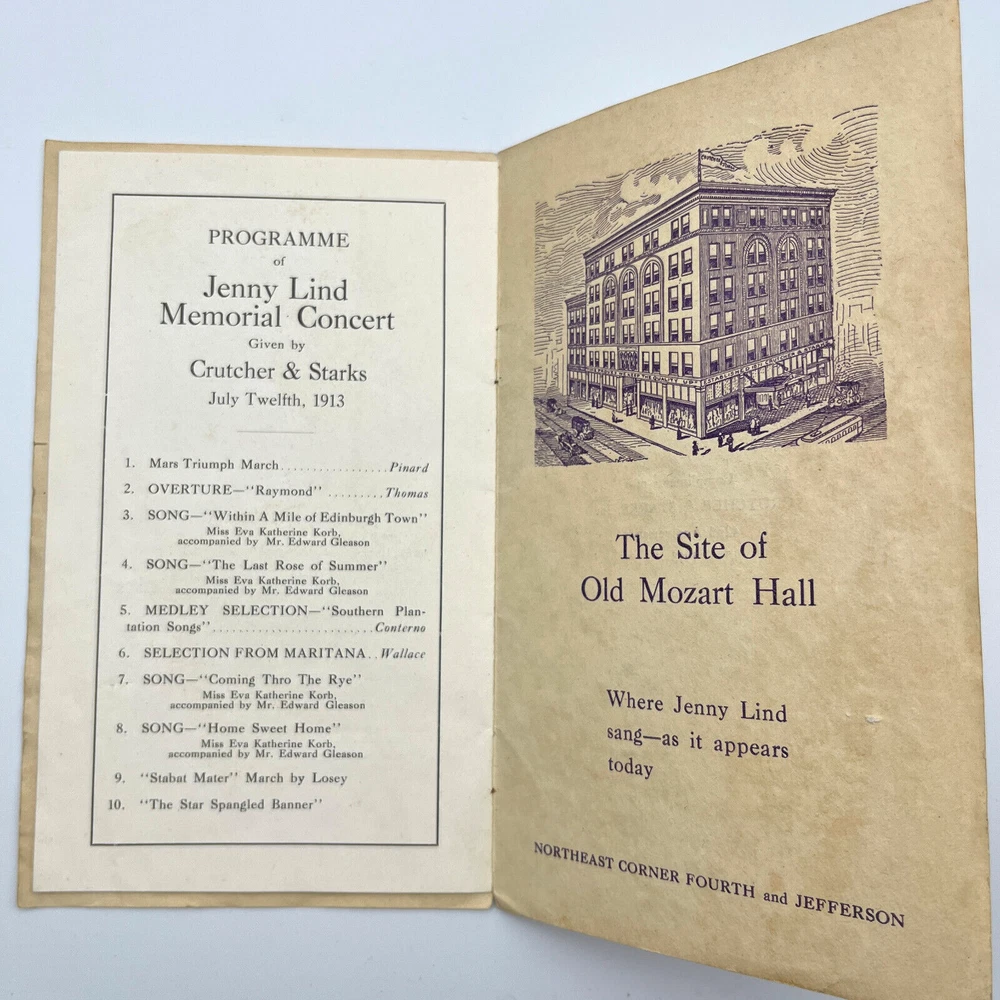 PROGRAMME
of
Jenny Lind
Memorial Concert
Given by
Crutcher & Starks
July Twelfth, 1913
1. Mars Triumph March.................Pinard
2. OVERTURE—"Raymond" .........Thomas
3. SONG—"Within A Mile of Edinburgh Town"
Miss Eva Katherine Korb,
accompanied by Mr. Edward Gleason
4. SONG—"The Last Rose of Summer"
Miss Eva Katherine Korb,
accompanied by Mr. Edward Gleason
5. MEDLEY SELECTION—"Southern Plan-
tation Songs"........................Conterno
6. SELECTION FROM MARITANA..Wallace
7. SONG—"Coming Thro The Rye"
Miss Eva Katherine Korb,
accompanied by Mr. Edward Gleason
8. SONG—"Home Sweet Home"
Miss Eva Katherine Korb,
accompanied by Mr. Edward Gleason
9. "Stabat Mater" March by Losey
10. "The Star Spangled Banner"
The Site of
Old Mozart Hall
Where Jenny Lind
sang—as it appears
today
NORTHEAST CORNER FOURTH and JEFFERSON